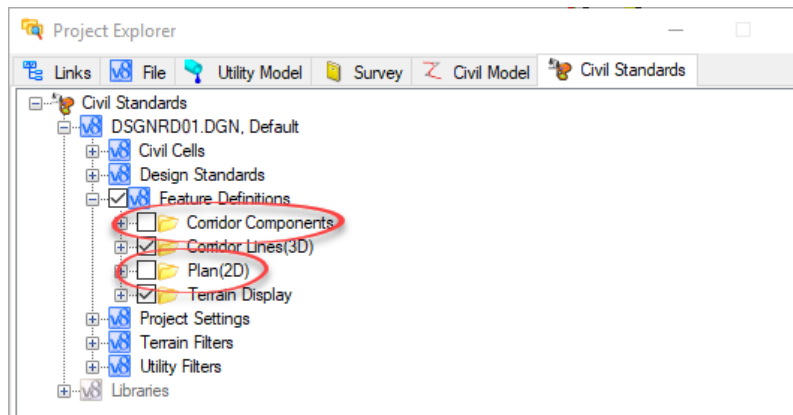 Project Explorer
Links File Utility Model Survey Civil Model Civil Standards
Civil Standards
DSGNRD01.DGN, Default
Civil Cells
Design Standards
Feature Definitions
Corridor Components
Corridor Lines(3D)
Plan(2D)
Terrain Display
Project Settings
Terrain Filters
Utility Filters
Libraries